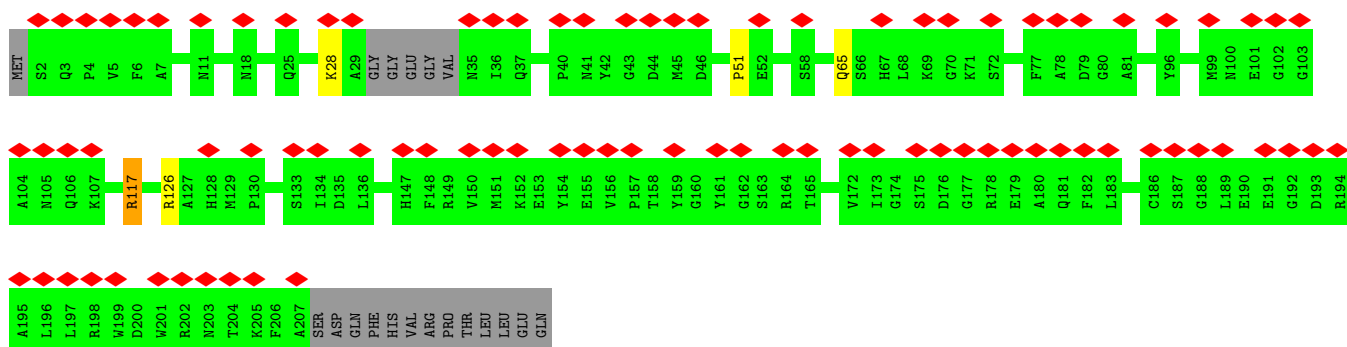 MET S2 Q3 P4 V5 F6 A7 N11 N18 Q25 K28 A29 GLY GLY GLU GLY VAL N35 I36 Q37 P40 N41 Y42 G43 D44 M45 D46 P51 E52 S58 Q65 S66 H67 L68 K69 G70 K71 S72 F77 A78 D79 G80 A81 Y96 M99 N100 E101 G102 G103
A104 N105 Q106 K107 R117 R126 A127 H128 M129 P130 S133 I134 D135 L136 H147 F148 R149 V150 M151 K152 E153 Y154 E155 V156 P157 T158 Y159 G160 Y161 G162 S163 R164 T165 V172 I173 G174 S175 D176 G177 R178 E179 A180 Q181 F182 L183 C186 S187 G188 L189 E190 E191 G192 D193 R194
A195 L196 L197 R198 W199 D200 W201 R202 N203 T204 K205 F206 A207 SER ASP GLN PHE HIS VAL ARG PRO THR LEU LEU GLU GLN